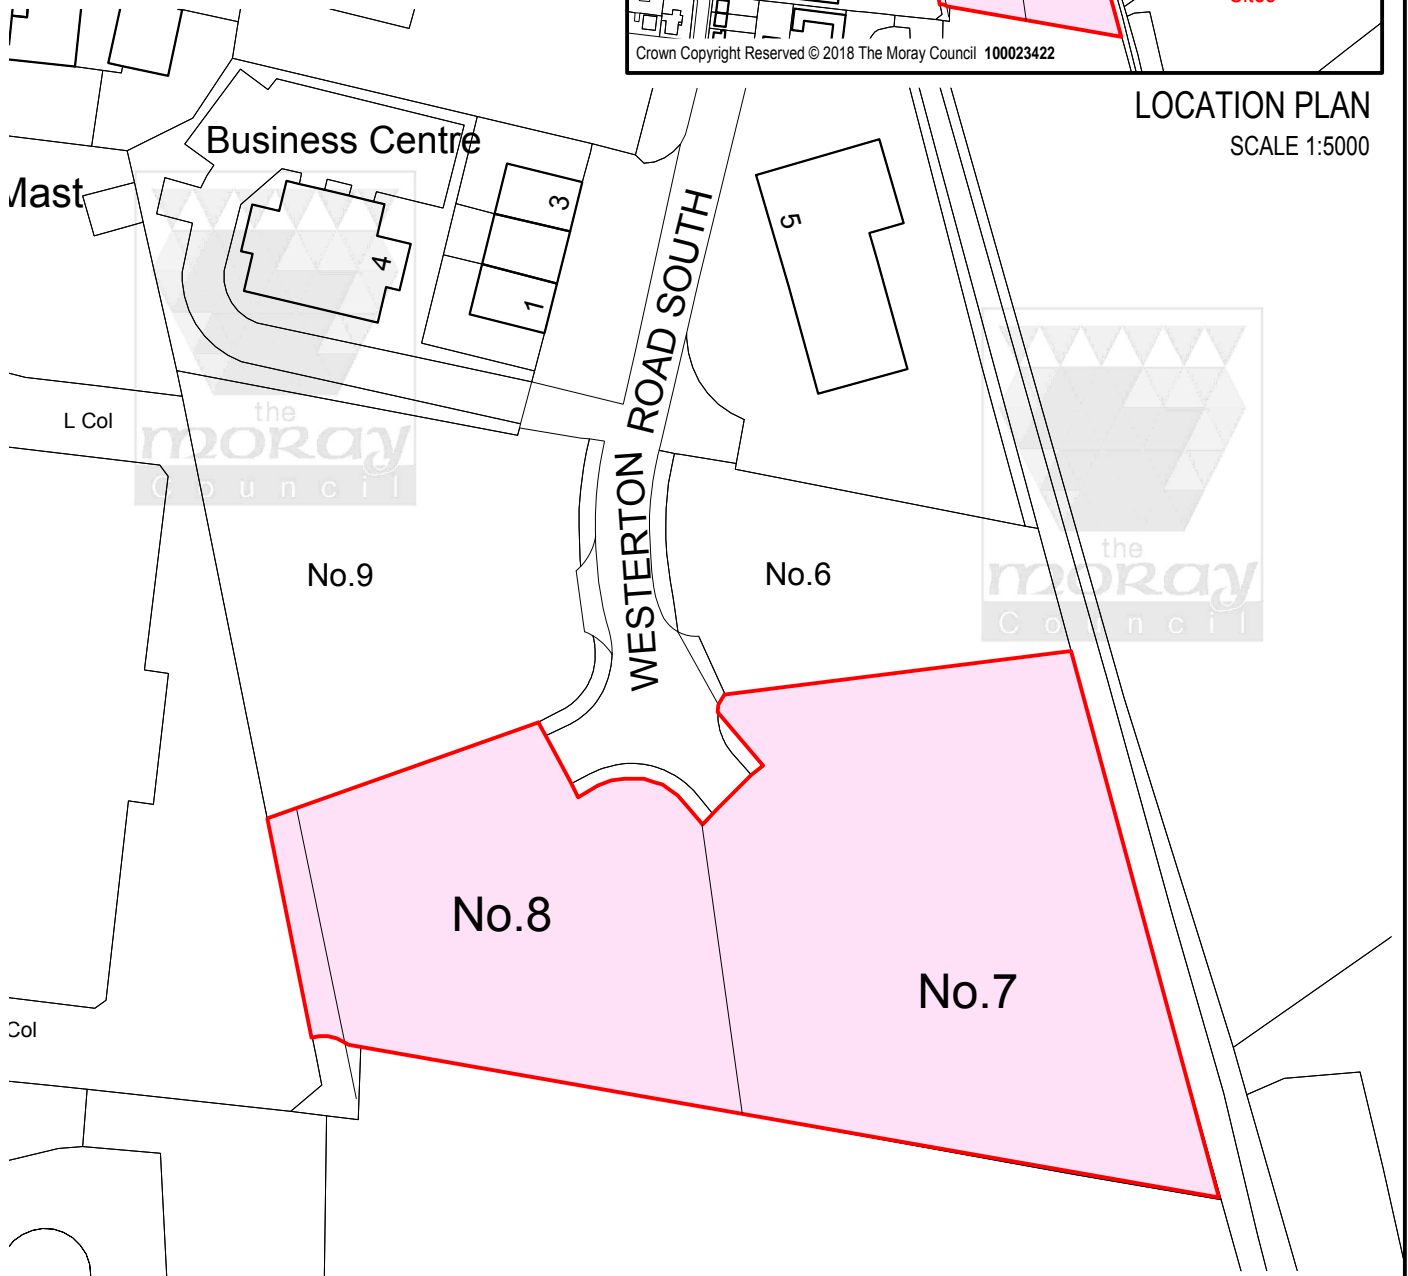 Crown Copyright Reserved © 2018 The Moray Council 100023422
LOCATION PLAN
SCALE 1:5000
Business Centre
Mast
3
4
1
5
WESTERTON ROAD SOUTH
L Col
the
moray
Council
No.9
No.6
the
moray
Council
No.8
No.7
Col